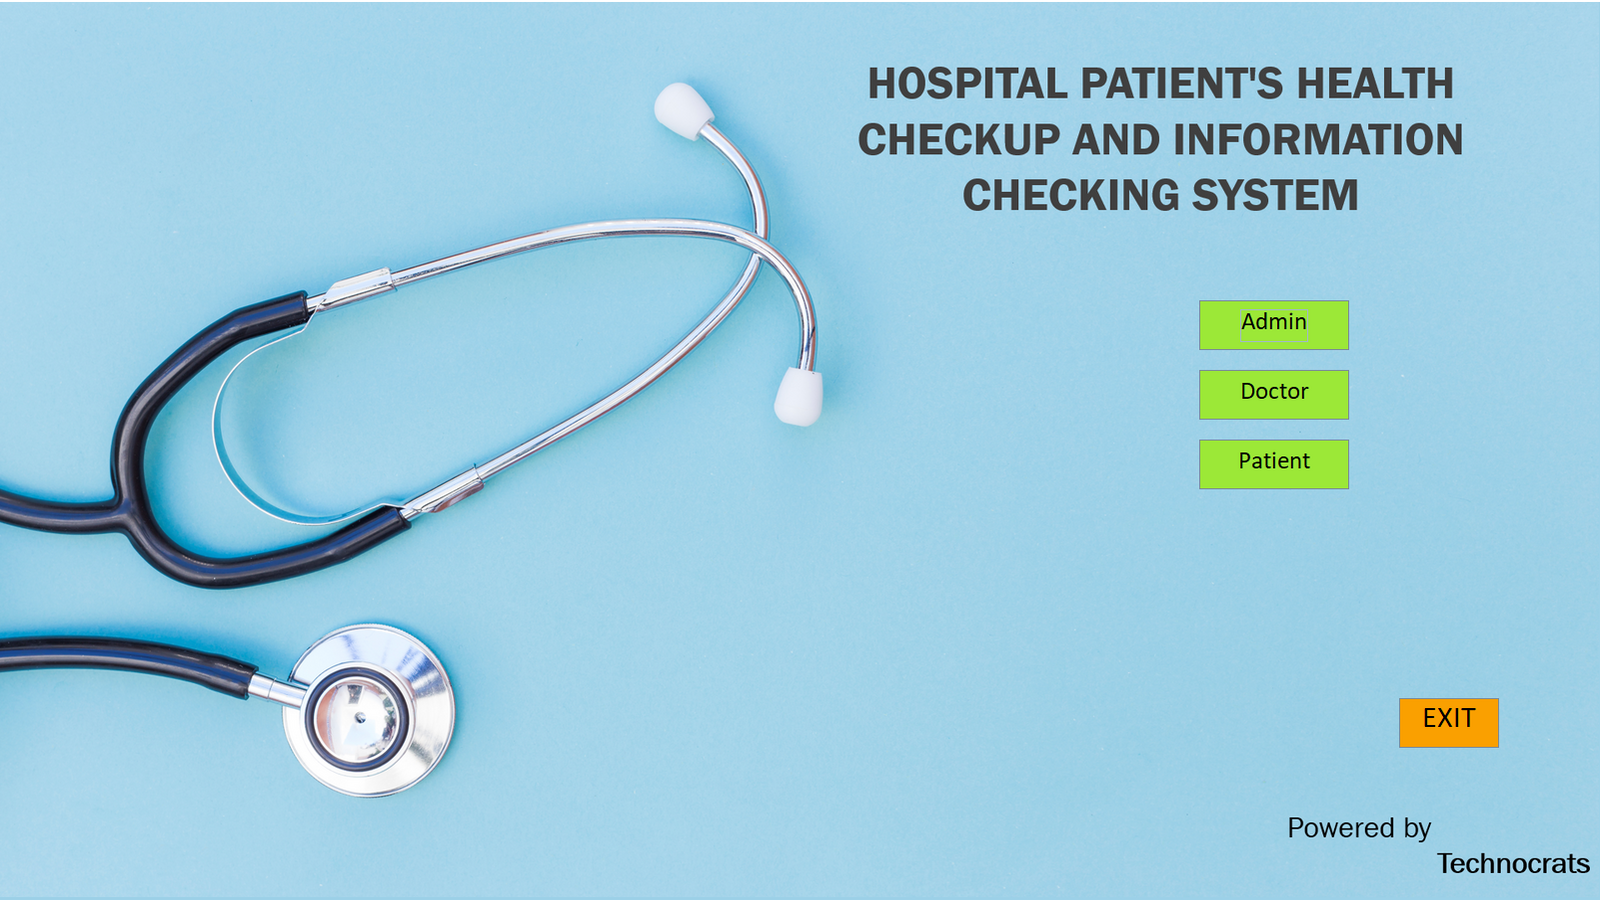 HOSPITAL PATIENT'S HEALTH
CHECKUP AND INFORMATION
CHECKING SYSTEM
Admin
Doctor
Patient
EXIT
Powered by
Technocrats